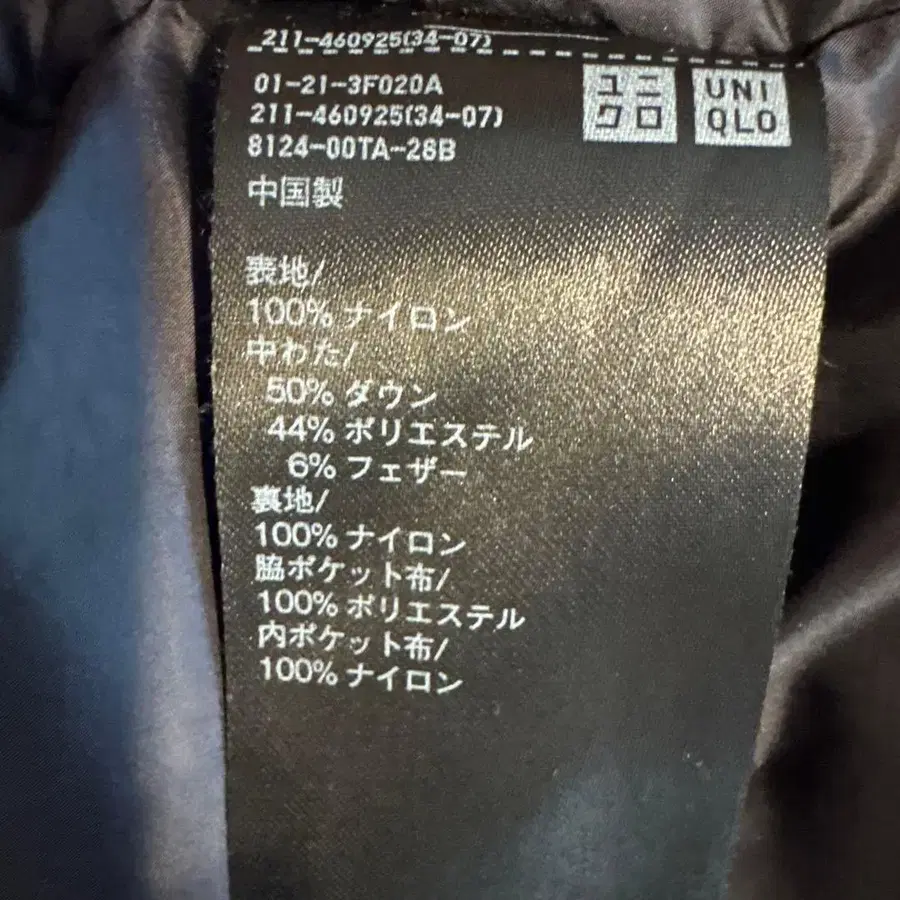 211-460925(34-07)
01-21-3F020A
211-460925(34-07)
8124-00TA-28B
中国製
ユニ
クロ
UNI
QLO
表地/
100% ナイロン
中わた/
50% ダウン
44% ポリエステル
6% フェザー
裏地/
100% ナイロン
脇ポケット布/
100% ポリエステル
内ポケット布/
100% ナイロン